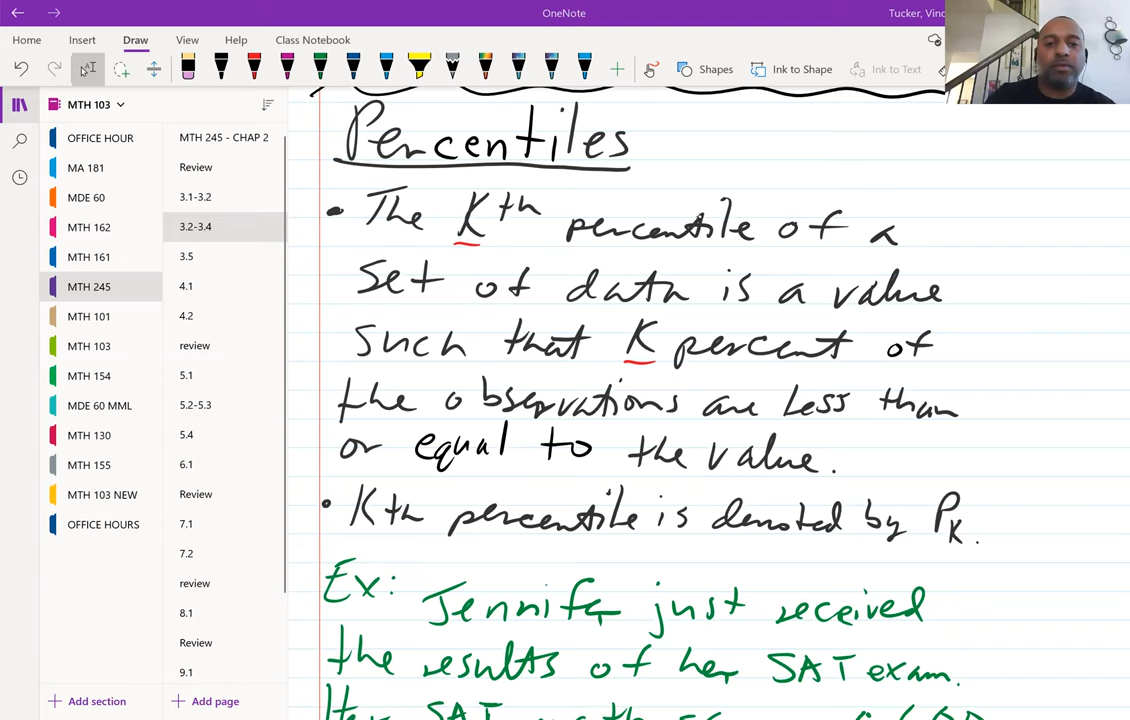 OneNote
Tucker, Vinc
Home Insert Draw View Help Class Notebook
Shapes Ink to Shape Ink to Text
MTH 103
OFFICE HOUR
MA 181
MDE 60
MTH 162
MTH 161
MTH 245
MTH 101
MTH 103
MTH 154
MDE 60 MML
MTH 130
MTH 155
MTH 103 NEW
OFFICE HOURS
Add section
MTH 245 - CHAP 2
Review
3.1-3.2
3.2-3.4
3.5
4.1
4.2
review
5.1
5.2-5.3
5.4
6.1
Review
7.1
7.2
review
8.1
Review
9.1
Add page
Percentiles
• The Kth percentile of a
set of data is a value
such that K percent of
the observations are less than
or equal to the value.
• Kth percentile is denoted by PK.
Ex: Jennifer just received
the results of her SAT exam.
Her SAT math